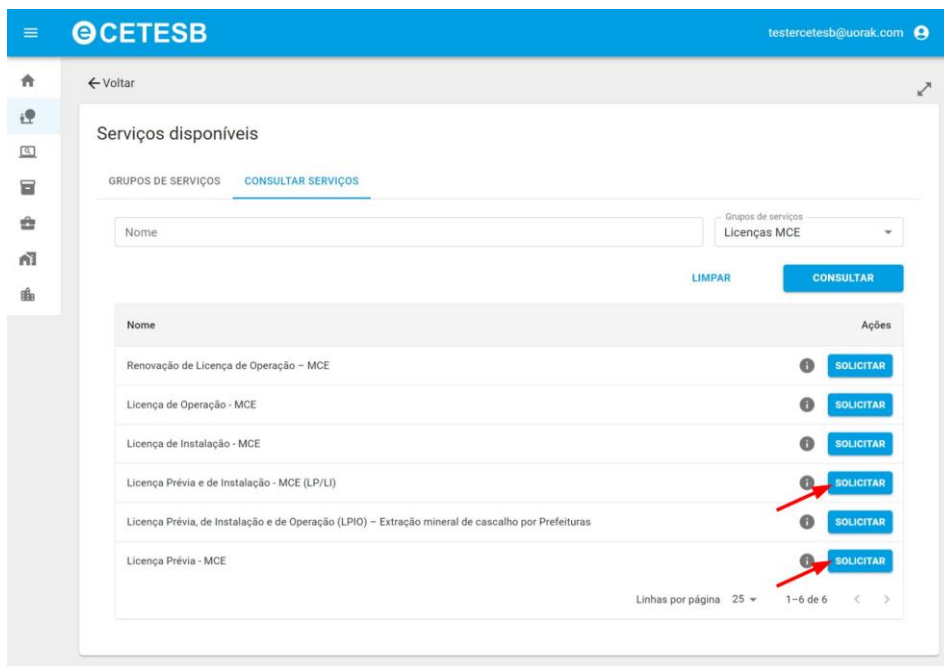 eCETESB
testercetesb@uorak.com
Voltar
Serviços disponíveis
GRUPOS DE SERVIÇOS CONSULTAR SERVIÇOS
Grupos de serviços
Nome Licenças MCE
LIMPAR CONSULTAR
Nome Ações
Renovação de Licença de Operação – MCE SOLICITAR
Licença de Operação - MCE SOLICITAR
Licença de Instalação - MCE SOLICITAR
Licença Prévia e de Instalação - MCE (LP/LI) SOLICITAR
Licença Prévia, de Instalação e de Operação (LPIO) – Extração mineral de cascalho por Prefeituras SOLICITAR
Licença Prévia - MCE SOLICITAR
Linhas por página 25 1–6 de 6